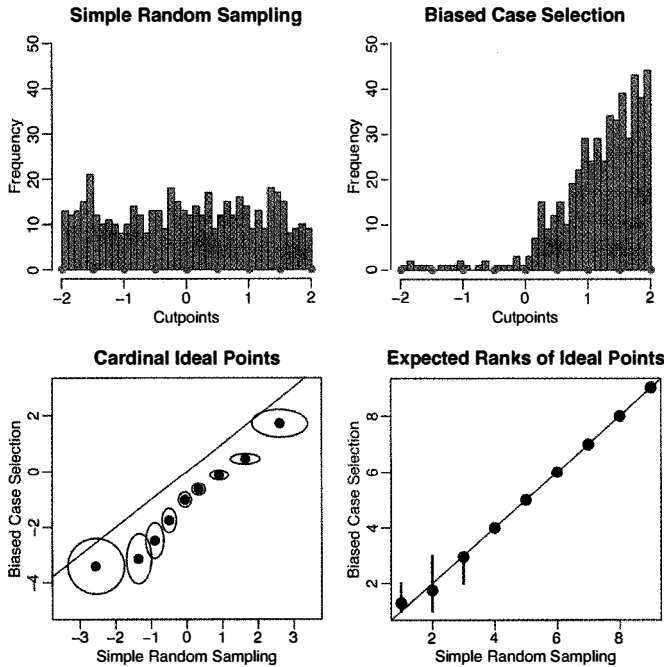 Simple Random Sampling
Frequency
50
40
30
20
10
0
-2 -1 0 1 2
Cutpoints
Biased Case Selection
Frequency
50
40
30
20
10
0
-2 -1 0 1 2
Cutpoints
Cardinal Ideal Points
Biased Case Selection
2
0
-2
-4
-3 -2 -1 0 1 2 3
Simple Random Sampling
Expected Ranks of Ideal Points
Biased Case Selection
8
6
4
2
2 4 6 8
Simple Random Sampling